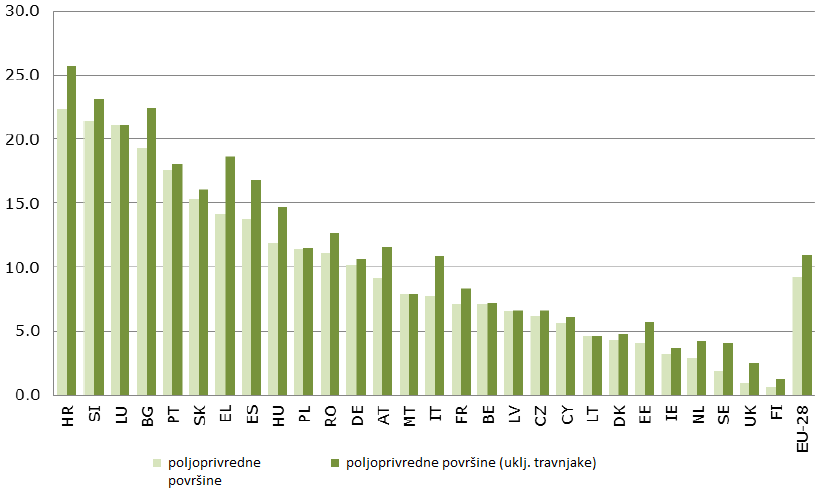 30.0
25.0
20.0
15.0
10.0
5.0
0.0
HR SI LU BG PT SK EL ES HU PL RO DE AT MT IT FR BE LV CZ CY LT DK EE IE NL SE UK FI EU-28
poljoprivredne
površine
poljoprivredne površine (uklj. travnjake)